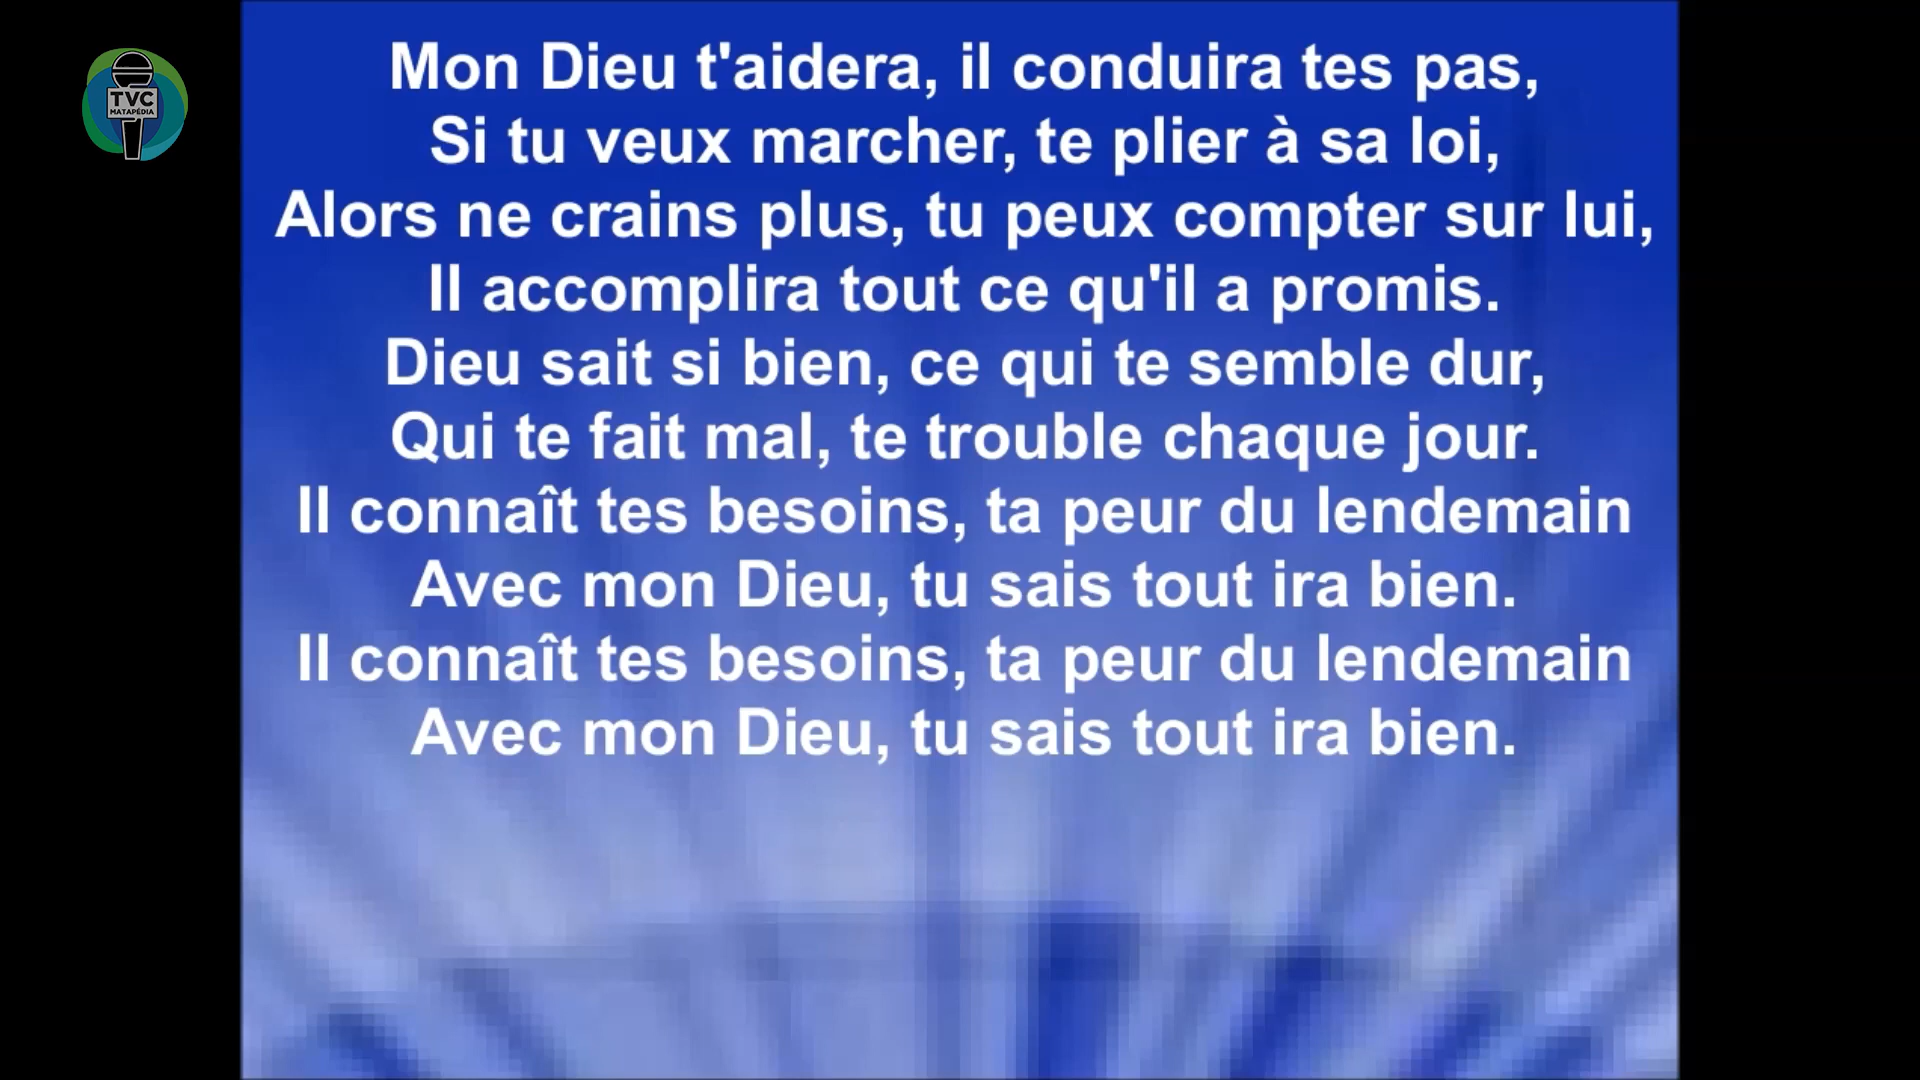 TVC
MATAPÉDIA
Mon Dieu t'aidera, il conduira tes pas,
Si tu veux marcher, te plier à sa loi,
Alors ne crains plus, tu peux compter sur lui,
Il accomplira tout ce qu'il a promis.
Dieu sait si bien, ce qui te semble dur,
Qui te fait mal, te trouble chaque jour.
Il connaît tes besoins, ta peur du lendemain
Avec mon Dieu, tu sais tout ira bien.
Il connaît tes besoins, ta peur du lendemain
Avec mon Dieu, tu sais tout ira bien.